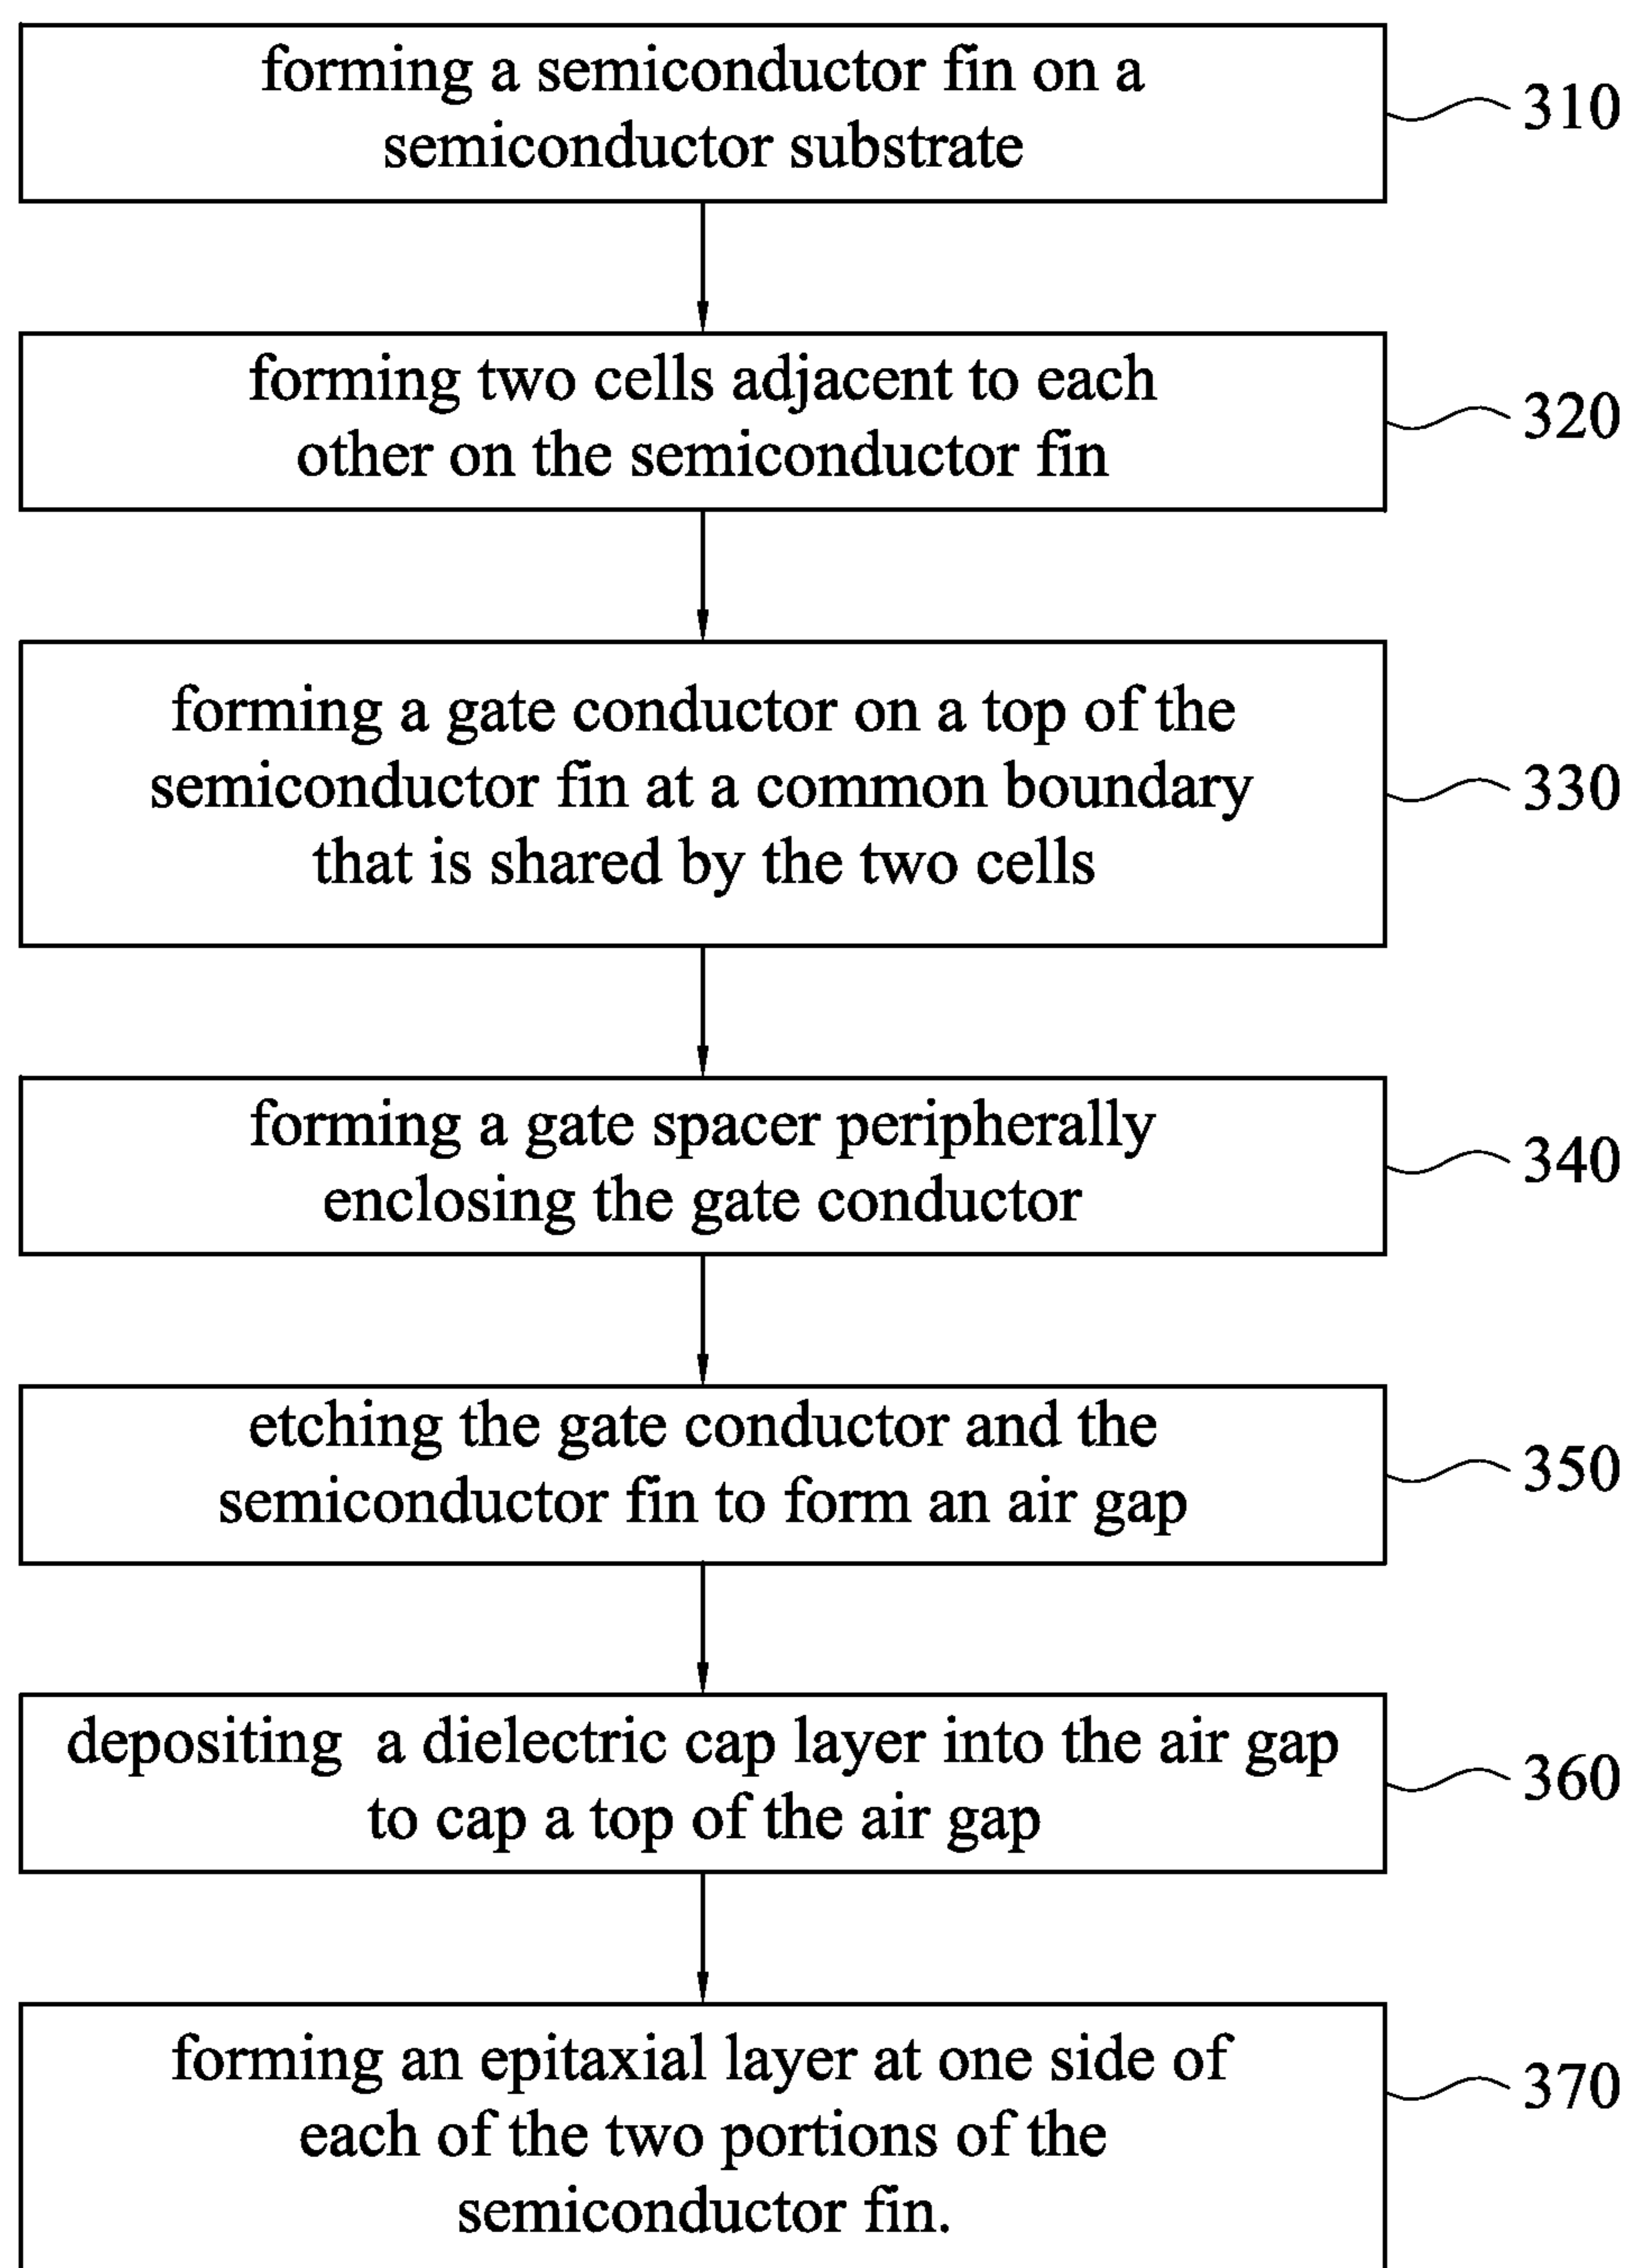 forming a semiconductor fin on a
semiconductor substrate
310
forming two cells adjacent to each
other on the semiconductor fin
320
forming a gate conductor on a top of the
semiconductor fin at a common boundary
that is shared by the two cells
330
forming a gate spacer peripherally
enclosing the gate conductor
340
etching the gate conductor and the
semiconductor fin to form an air gap
350
depositing  a dielectric cap layer into the air gap
to cap a top of the air gap
360
forming an epitaxial layer at one side of
each of the two portions of the
semiconductor fin.
370